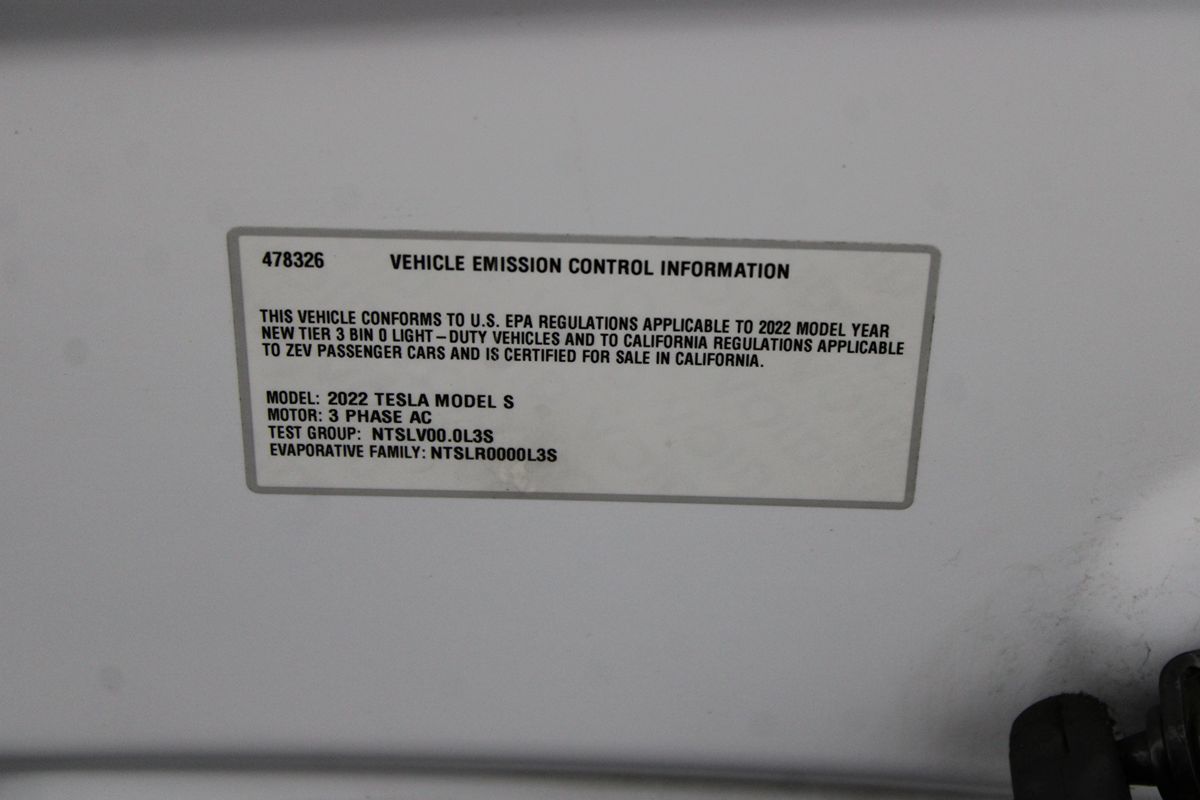 478326 VEHICLE EMISSION CONTROL INFORMATION
THIS VEHICLE CONFORMS TO U.S. EPA REGULATIONS APPLICABLE TO 2022 MODEL YEAR
NEW TIER 3 BIN 0 LIGHT-DUTY VEHICLES AND TO CALIFORNIA REGULATIONS APPLICABLE
TO ZEV PASSENGER CARS AND IS CERTIFIED FOR SALE IN CALIFORNIA.
MODEL: 2022 TESLA MODEL S
MOTOR: 3 PHASE AC
TEST GROUP: NTSLV00.0L3S
EVAPORATIVE FAMILY: NTSLR0000L3S